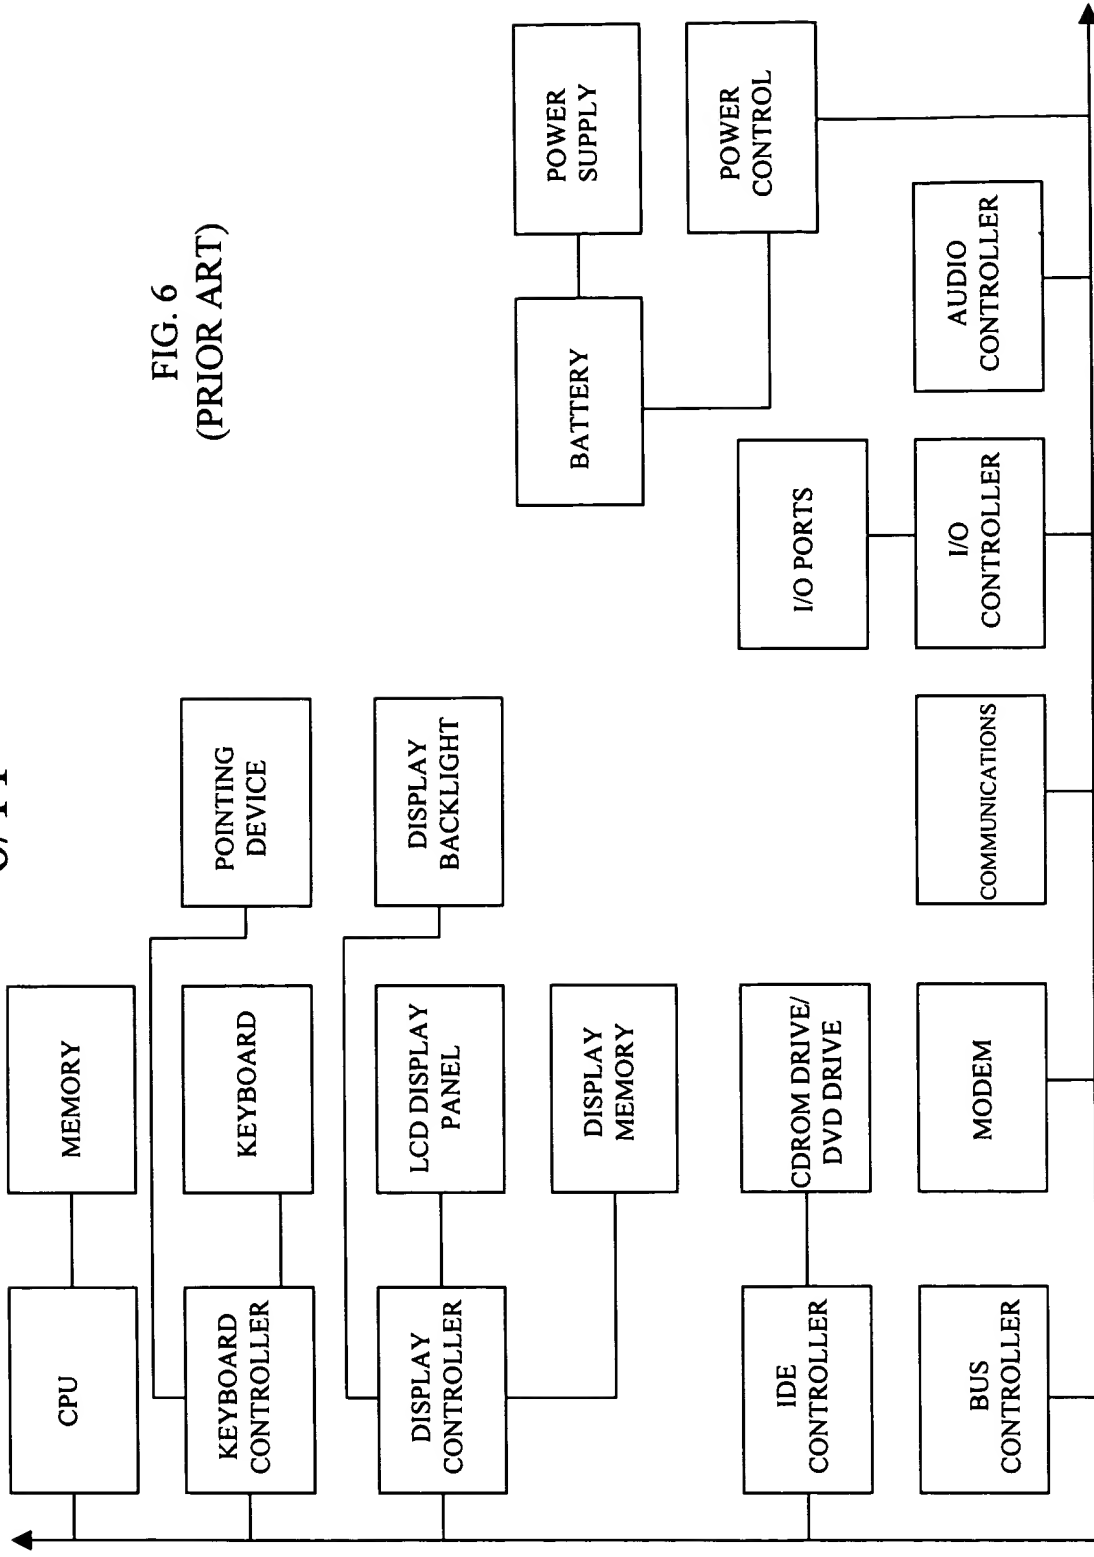 FIG. 6
(PRIOR ART)
CPU
MEMORY
KEYBOARD
CONTROLLER
KEYBOARD
POINTING
DEVICE
DISPLAY
CONTROLLER
LCD DISPLAY
PANEL
DISPLAY
BACKLIGHT
DISPLAY
MEMORY
BATTERY
POWER
SUPPLY
POWER
CONTROL
IDE
CONTROLLER
CDROM DRIVE/
DVD DRIVE
I/O PORTS
BUS
CONTROLLER
MODEM
COMMUNICATIONS
I/O
CONTROLLER
AUDIO
CONTROLLER